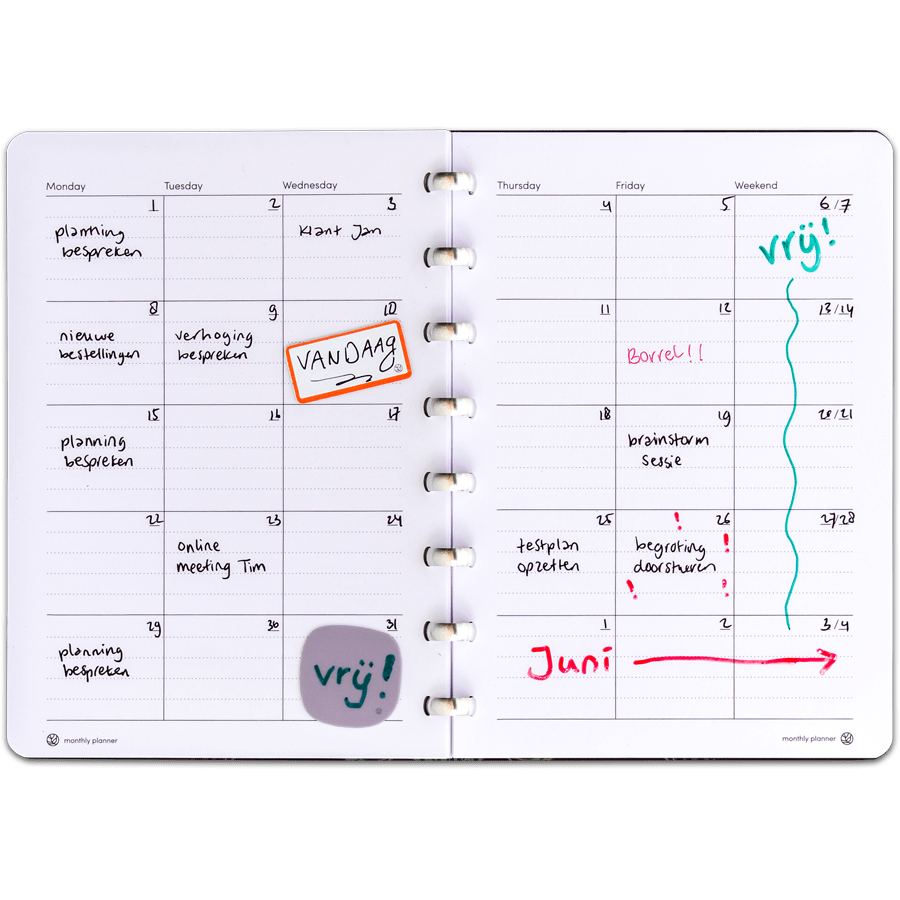 Monday Tuesday Wednesday Thursday Friday Weekend
1 2 3 4 5 6/7
planning
bespreken
klant Jan
vrij!
8 9 10 11 12 13/14
nieuwe
bestellingen
verhoging
bespreken
VANDAAG
Borrel!!
15 16 17 18 19 20/21
planning
bespreken
brainstorm
sessie
22 23 24 25 26 27/28
online
meeting Tim
testplan
opzetten
begroting
doorsturen
! ! ! !
29 30 31 1 2 3/4
planning
bespreken
vrij!
Juni
monthly planner
monthly planner